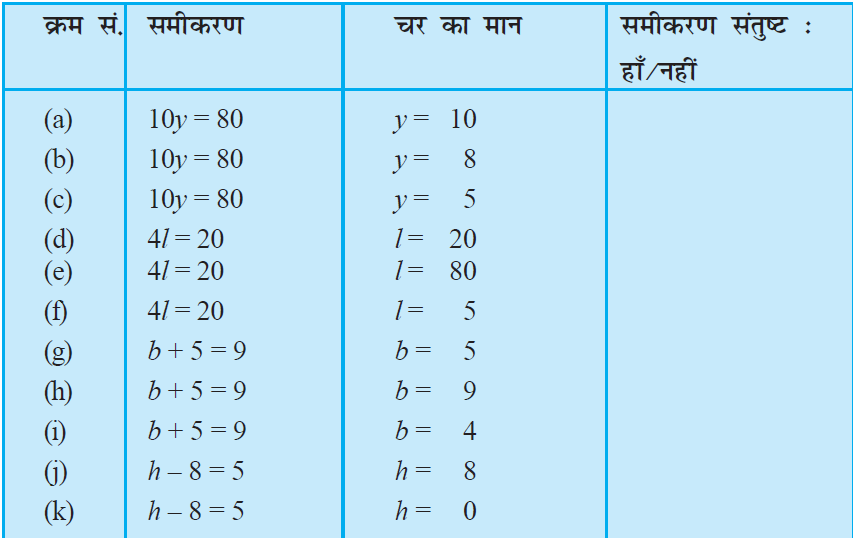 क्रम सं. समीकरण चर का मान समीकरण संतुष्ट :
हाँ/नहीं
(a) 10y = 80 y = 10
(b) 10y = 80 y = 8
(c) 10y = 80 y = 5
(d) 4l = 20 l = 20
(e) 4l = 20 l = 80
(f) 4l = 20 l = 5
(g) b + 5 = 9 b = 5
(h) b + 5 = 9 b = 9
(i) b + 5 = 9 b = 4
(j) h – 8 = 5 h = 8
(k) h – 8 = 5 h = 0